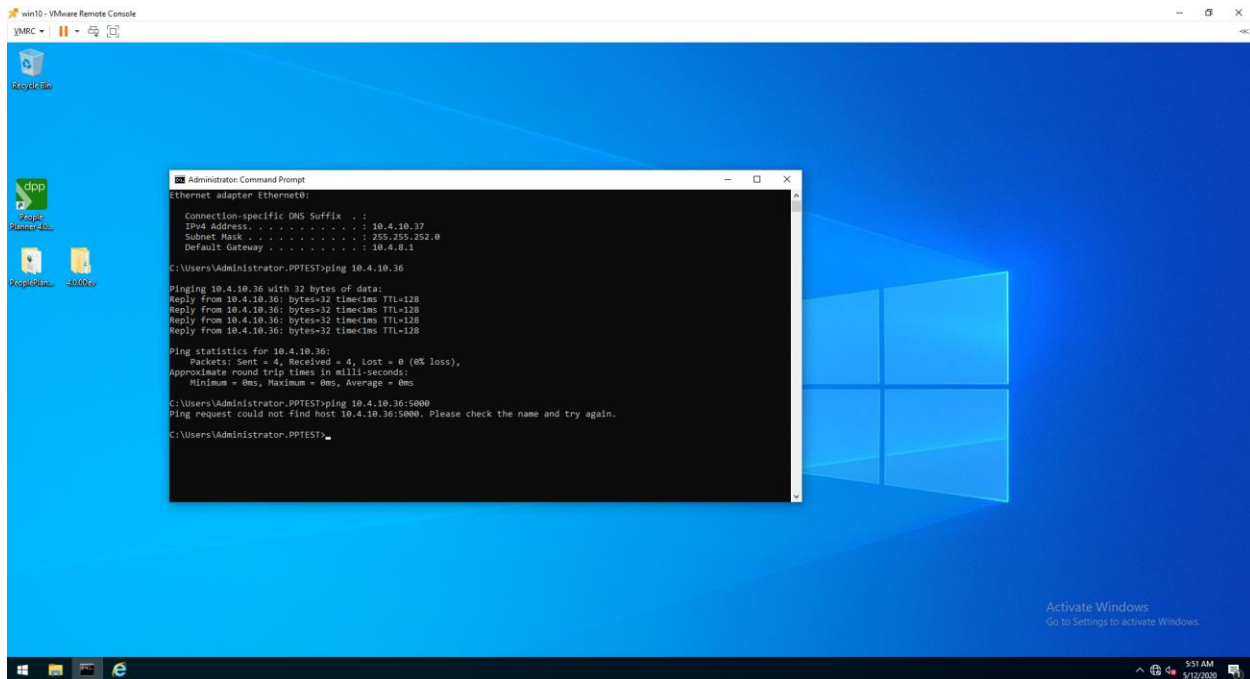 win10 - VMware Remote Console
VMRC
Recycle Bin
dpp
People
Planner 4.0...
PeoplePlan...
4.0.0Dev
Administrator: Command Prompt
Ethernet adapter Ethernet0:
Connection-specific DNS Suffix . :
IPv4 Address. . . . . . . . . . . : 10.4.10.37
Subnet Mask . . . . . . . . . . . : 255.255.252.0
Default Gateway . . . . . . . . . : 10.4.8.1
C:\Users\Administrator.PPTEST>ping 10.4.10.36
Pinging 10.4.10.36 with 32 bytes of data:
Reply from 10.4.10.36: bytes=32 time<1ms TTL=128
Reply from 10.4.10.36: bytes=32 time<1ms TTL=128
Reply from 10.4.10.36: bytes=32 time<1ms TTL=128
Reply from 10.4.10.36: bytes=32 time<1ms TTL=128
Ping statistics for 10.4.10.36:
Packets: Sent = 4, Received = 4, Lost = 0 (0% loss),
Approximate round trip times in milli-seconds:
Minimum = 0ms, Maximum = 0ms, Average = 0ms
C:\Users\Administrator.PPTEST>ping 10.4.10.36:5000
Ping request could not find host 10.4.10.36:5000. Please check the name and try again.
C:\Users\Administrator.PPTEST>
Activate Windows
Go to Settings to activate Windows.
5:51 AM
5/12/2020